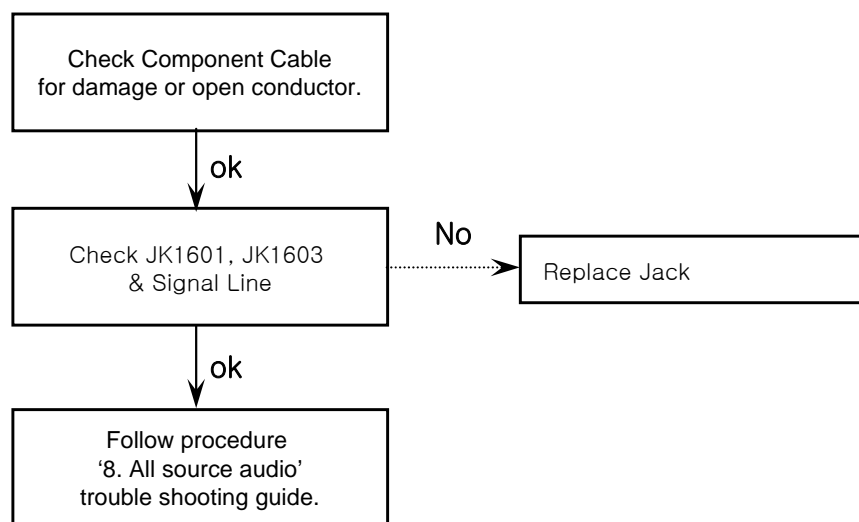 Check Component Cable
for damage or open conductor.
ok
Check JK1601, JK1603
& Signal Line
No
Replace Jack
ok
Follow procedure
‘8. All source audio’
trouble shooting guide.